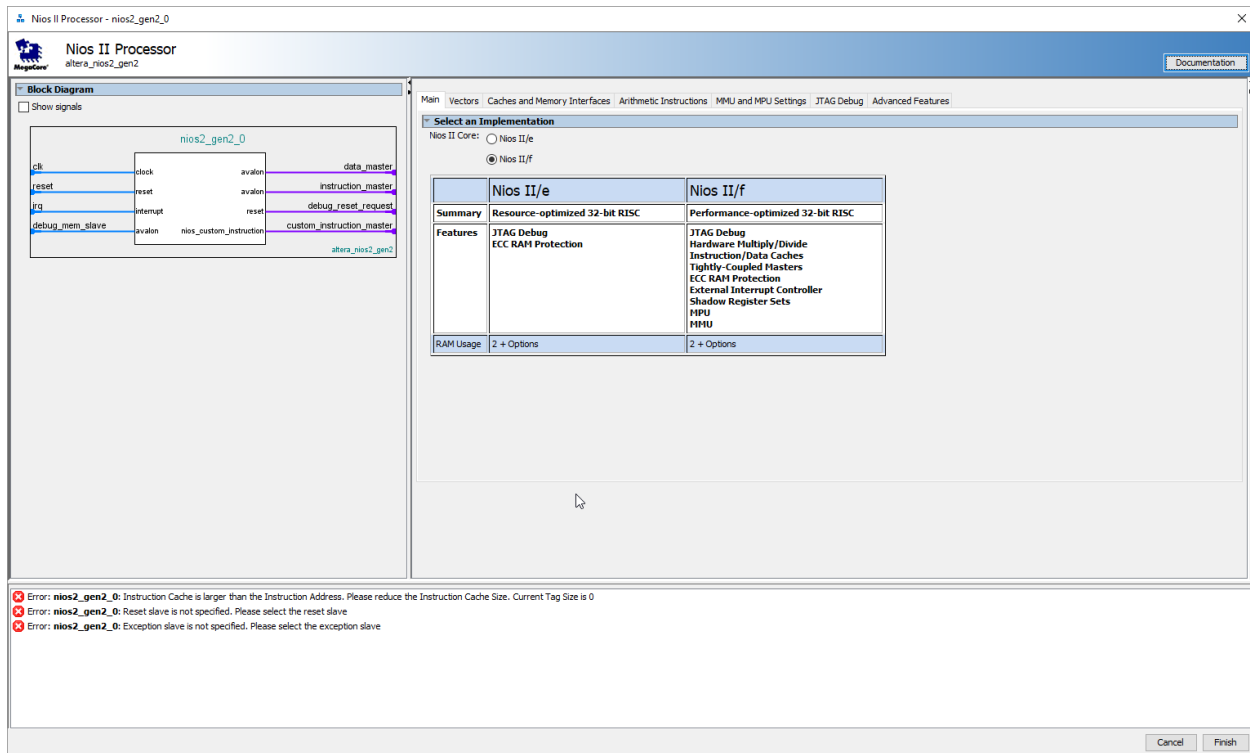 Nios II Processor - nios2_gen2_0
Nios II Processor
altera_nios2_gen2
MegaCore'
Documentation
Block Diagram
Show signals
nios2_gen2_0
clk
clock
avalon
data_master
reset
reset
avalon
instruction_master
irq
interrupt
reset
debug_reset_request
debug_mem_slave
avalon
nios_custom_instruction
custom_instruction_master
altera_nios2_gen2
Main Vectors Caches and Memory Interfaces Arithmetic Instructions MMU and MPU Settings JTAG Debug Advanced Features
Select an Implementation
Nios II Core: Nios II/e
Nios II/f
Nios II/e Nios II/f
Summary Resource-optimized 32-bit RISC Performance-optimized 32-bit RISC
Features
JTAG Debug
ECC RAM Protection
JTAG Debug
Hardware Multiply/Divide
Instruction/Data Caches
Tightly-Coupled Masters
ECC RAM Protection
External Interrupt Controller
Shadow Register Sets
MPU
MMU
RAM Usage 2 + Options 2 + Options
Error: nios2_gen2_0: Instruction Cache is larger than the Instruction Address. Please reduce the Instruction Cache Size. Current Tag Size is 0
Error: nios2_gen2_0: Reset slave is not specified. Please select the reset slave
Error: nios2_gen2_0: Exception slave is not specified. Please select the exception slave
Cancel Finish